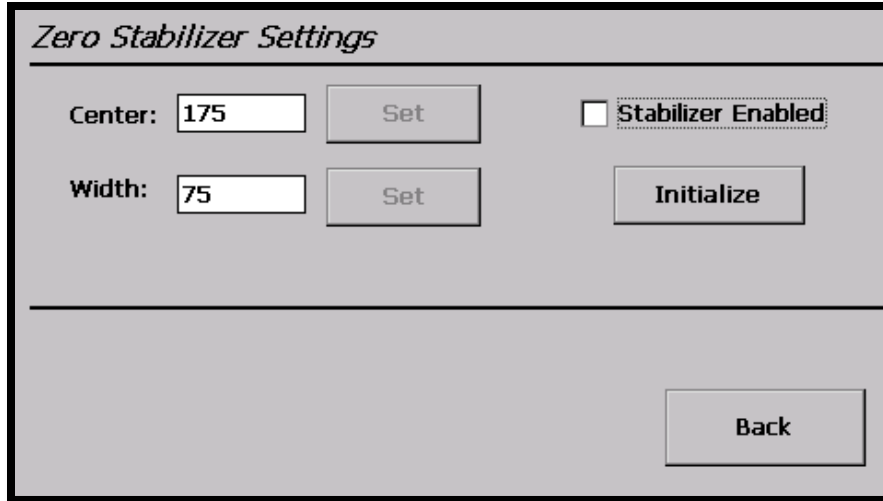 Zero Stabilizer Settings
Center: 175 Set Stabilizer Enabled
Width: 75 Set Initialize
Back